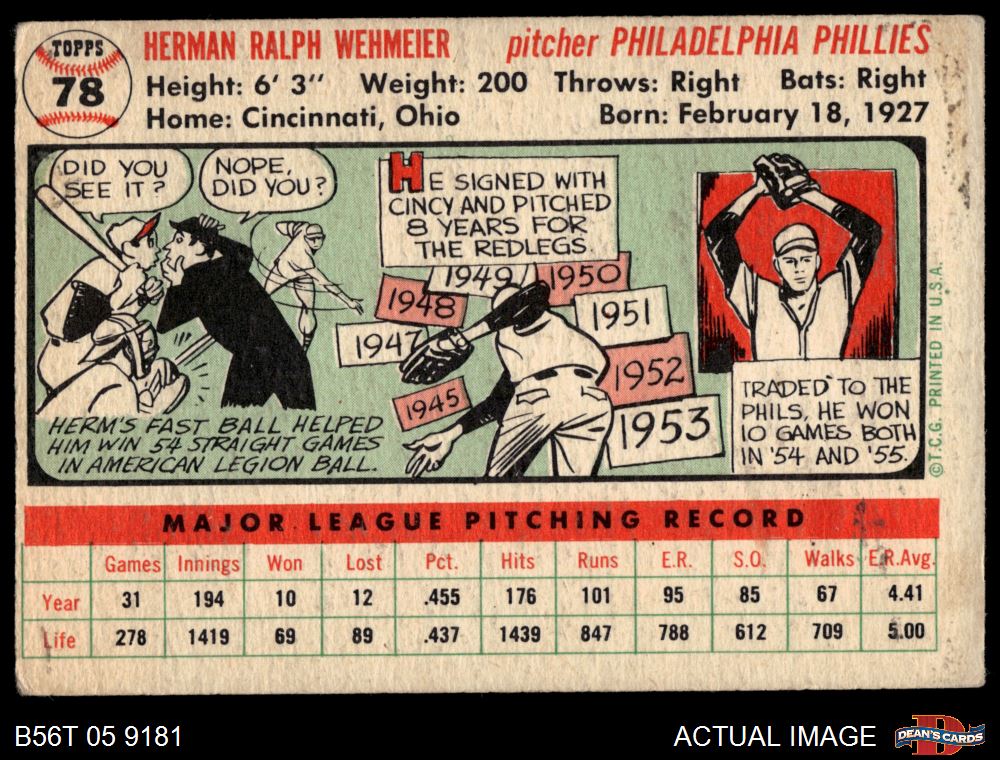 TOPPS
78
HERMAN RALPH WEHMEIER pitcher PHILADELPHIA PHILLIES
Height: 6' 3" Weight: 200 Throws: Right Bats: Right
Home: Cincinnati, Ohio Born: February 18, 1927
DID YOU
SEE IT?
NOPE,
DID YOU?
HERM'S FAST BALL HELPED
HIM WIN 54 STRAIGHT GAMES
IN AMERICAN LEGION BALL.
HE SIGNED WITH
CINCY AND PITCHED
8 YEARS FOR
THE REDLEGS.
1945
1947
1948
1949
1950
1951
1952
1953
TRADED TO THE
PHILS, HE WON
10 GAMES BOTH
IN '54 AND '55.
©T.C.G. PRINTED IN U.S.A.
MAJOR LEAGUE PITCHING RECORD
Games Innings Won Lost Pct. Hits Runs E.R. S.O. Walks E.R.Avg.
Year 31 194 10 12 .455 176 101 95 85 67 4.41
Life 278 1419 69 89 .437 1439 847 788 612 709 5.00
B56T 05 9181 ACTUAL IMAGE DEAN'S CARDS